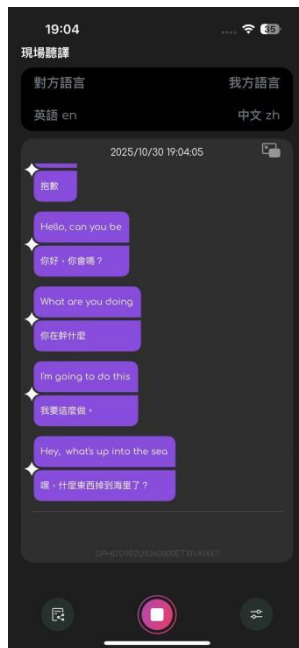 19:04
35
現場聽譯
對方語言
我方語言
英語 en
中文 zh
2025/10/30 19:04:05
抱歉
Hello, can you be
你好，你會嗎？
What are you doing
你在幹什麼
I'm going to do this
我要這麼做。
Hey, what's up into the sea
嘿，什麼東西掉到海里了？